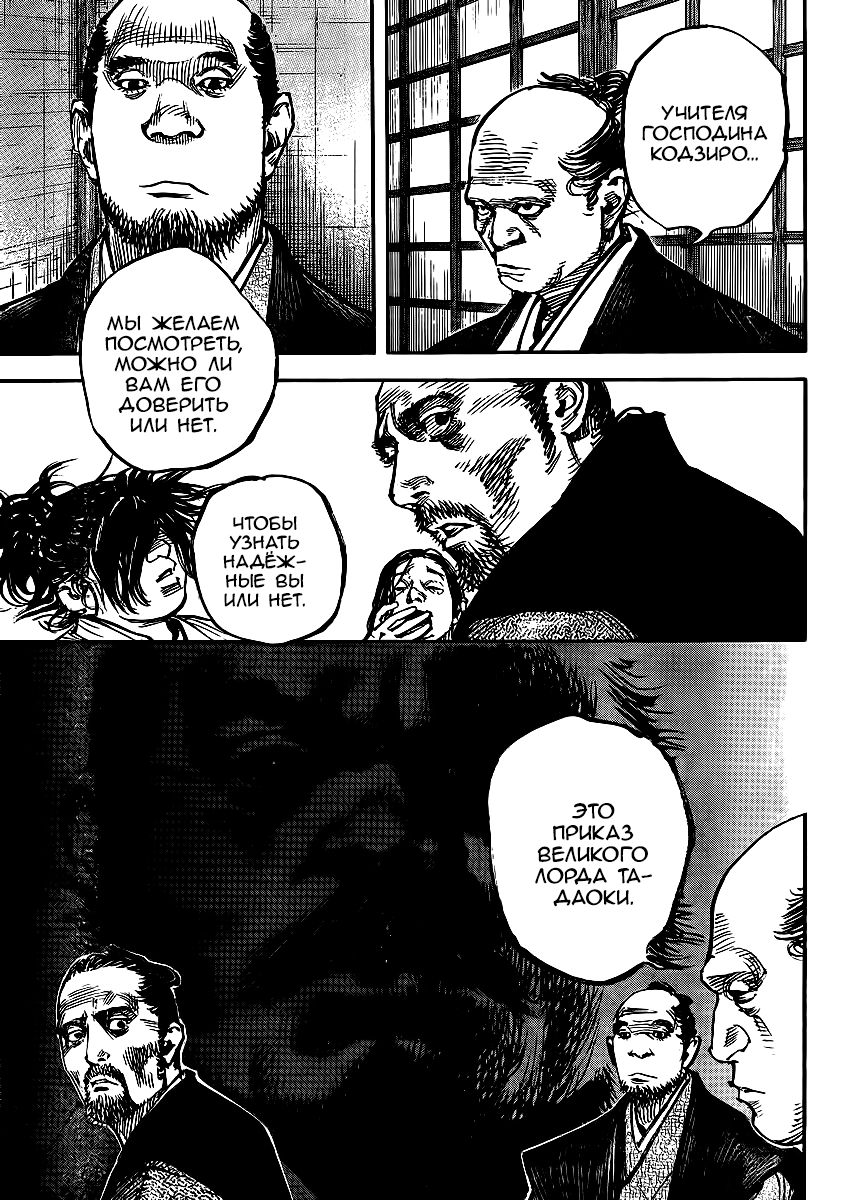 УЧИТЕЛЯ
ГОСПОДИНА
КОДЗИРО...
МЫ ЖЕЛАЕМ
ПОСМОТРЕТЬ,
МОЖНО ЛИ
ВАМ ЕГО
ДОВЕРИТЬ
ИЛИ НЕТ.
ЧТОБЫ
УЗНАТЬ
НАДЁЖ-
НЫЕ ВЫ
ИЛИ НЕТ.
ЭТО
ПРИКАЗ
ВЕЛИКОГО
ЛОРДА ТА-
ДАОКИ.